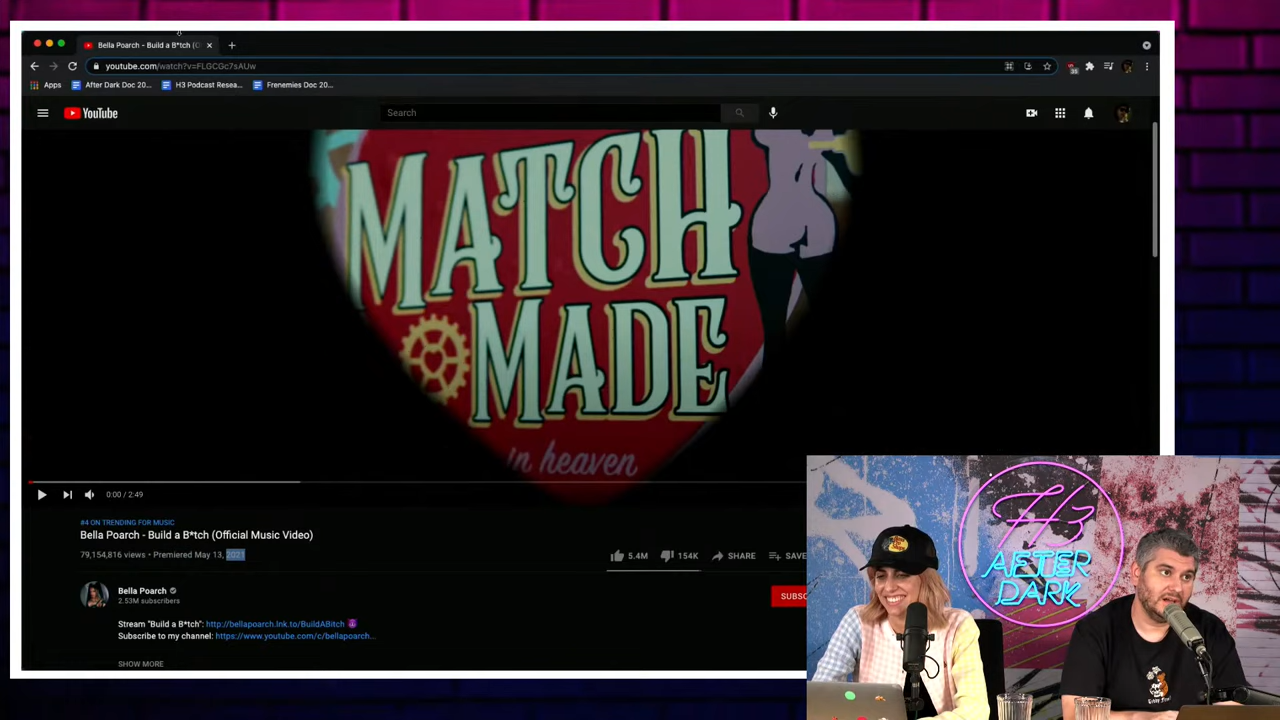 Bella Poarch - Build a B*tch (O
youtube.com/watch?v=FLGCGc7sAUw
Apps After Dark Doc 20... H3 Podcast Resea... Frenemies Doc 20...
YouTube
Search
MATCH
MADE
in heaven
0:00 / 2:49
#4 ON TRENDING FOR MUSIC
Bella Poarch - Build a B*tch (Official Music Video)
79,154,816 views • Premiered May 13, 2021
5.4M 154K SHARE SAVE
Bella Poarch
2.53M subscribers
SUBSC
Stream "Build a B*tch": http://bellapoarch.lnk.to/BuildABitch
Subscribe to my channel: https://www.youtube.com/c/bellapoarch...
SHOW MORE
H3
AFTER
DARK